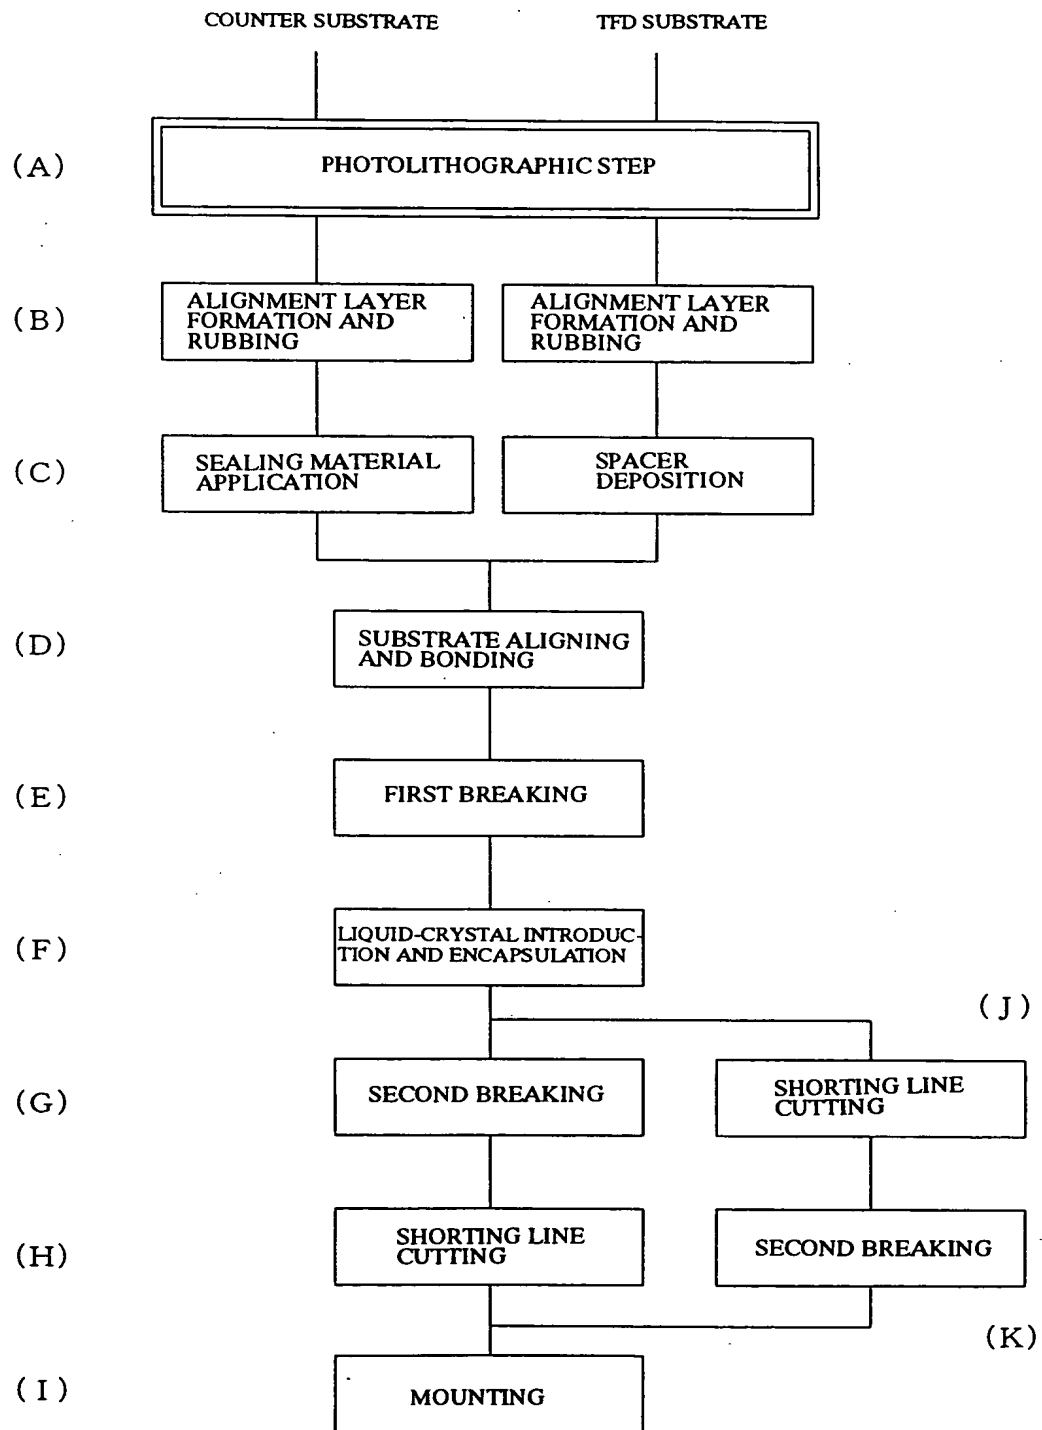 COUNTER SUBSTRATE
TFD SUBSTRATE
(A)
PHOTOLITHOGRAPHIC STEP
(B)
ALIGNMENT LAYER
FORMATION AND
RUBBING
ALIGNMENT LAYER
FORMATION AND
RUBBING
(C)
SEALING MATERIAL
APPLICATION
SPACER
DEPOSITION
(D)
SUBSTRATE ALIGNING
AND BONDING
(E)
FIRST BREAKING
(F)
LIQUID-CRYSTAL INTRODUC-
TION AND ENCAPSULATION
(J)
(G)
SECOND BREAKING
SHORTING LINE
CUTTING
(H)
SHORTING LINE
CUTTING
SECOND BREAKING
(K)
(I)
MOUNTING